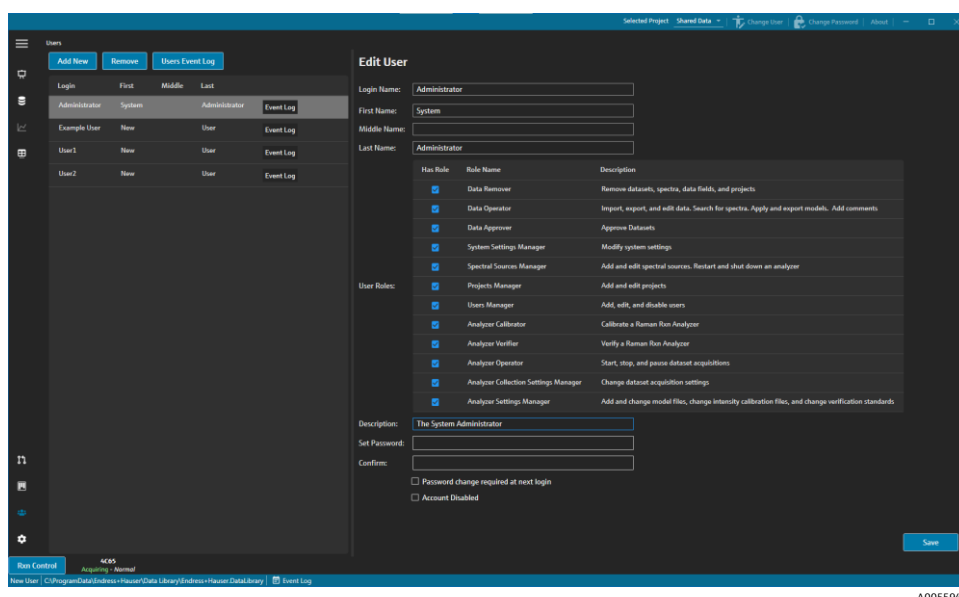 Selected Project Shared Data Change User Change Password About
Users
Add New Remove Users Event Log
Login First Middle Last
Administrator System Administrator Event Log
Example User New User Event Log
User1 New User Event Log
User2 New User Event Log
Edit User
Login Name: Administrator
First Name: System
Middle Name:
Last Name: Administrator
Has Role Role Name Description
Data Remover Remove datasets, spectra, data fields, and projects
Data Operator Import, export, and edit data. Search for spectra. Apply and export models. Add comments
Data Approver Approve Datasets
System Settings Manager Modify system settings
Spectral Sources Manager Add and edit spectral sources. Restart and shut down an analyzer
User Roles: Projects Manager Add and edit projects
Users Manager Add, edit, and disable users
Analyzer Calibrator Calibrate a Raman Rxn Analyzer
Analyzer Verifier Verify a Raman Rxn Analyzer
Analyzer Operator Start, stop, and pause dataset acquisitions
Analyzer Collection Settings Manager Change dataset acquisition settings
Analyzer Settings Manager Add and change model files, change intensity calibration files, and change verification standards
Description: The System Administrator
Set Password:
Confirm:
Password change required at next login
Account Disabled
Save
Rxn Control 4C65
Acquiring - Normal
New User C:\ProgramData\Endress+Hauser\Data Library\Endress+Hauser.DataLibrary Event Log